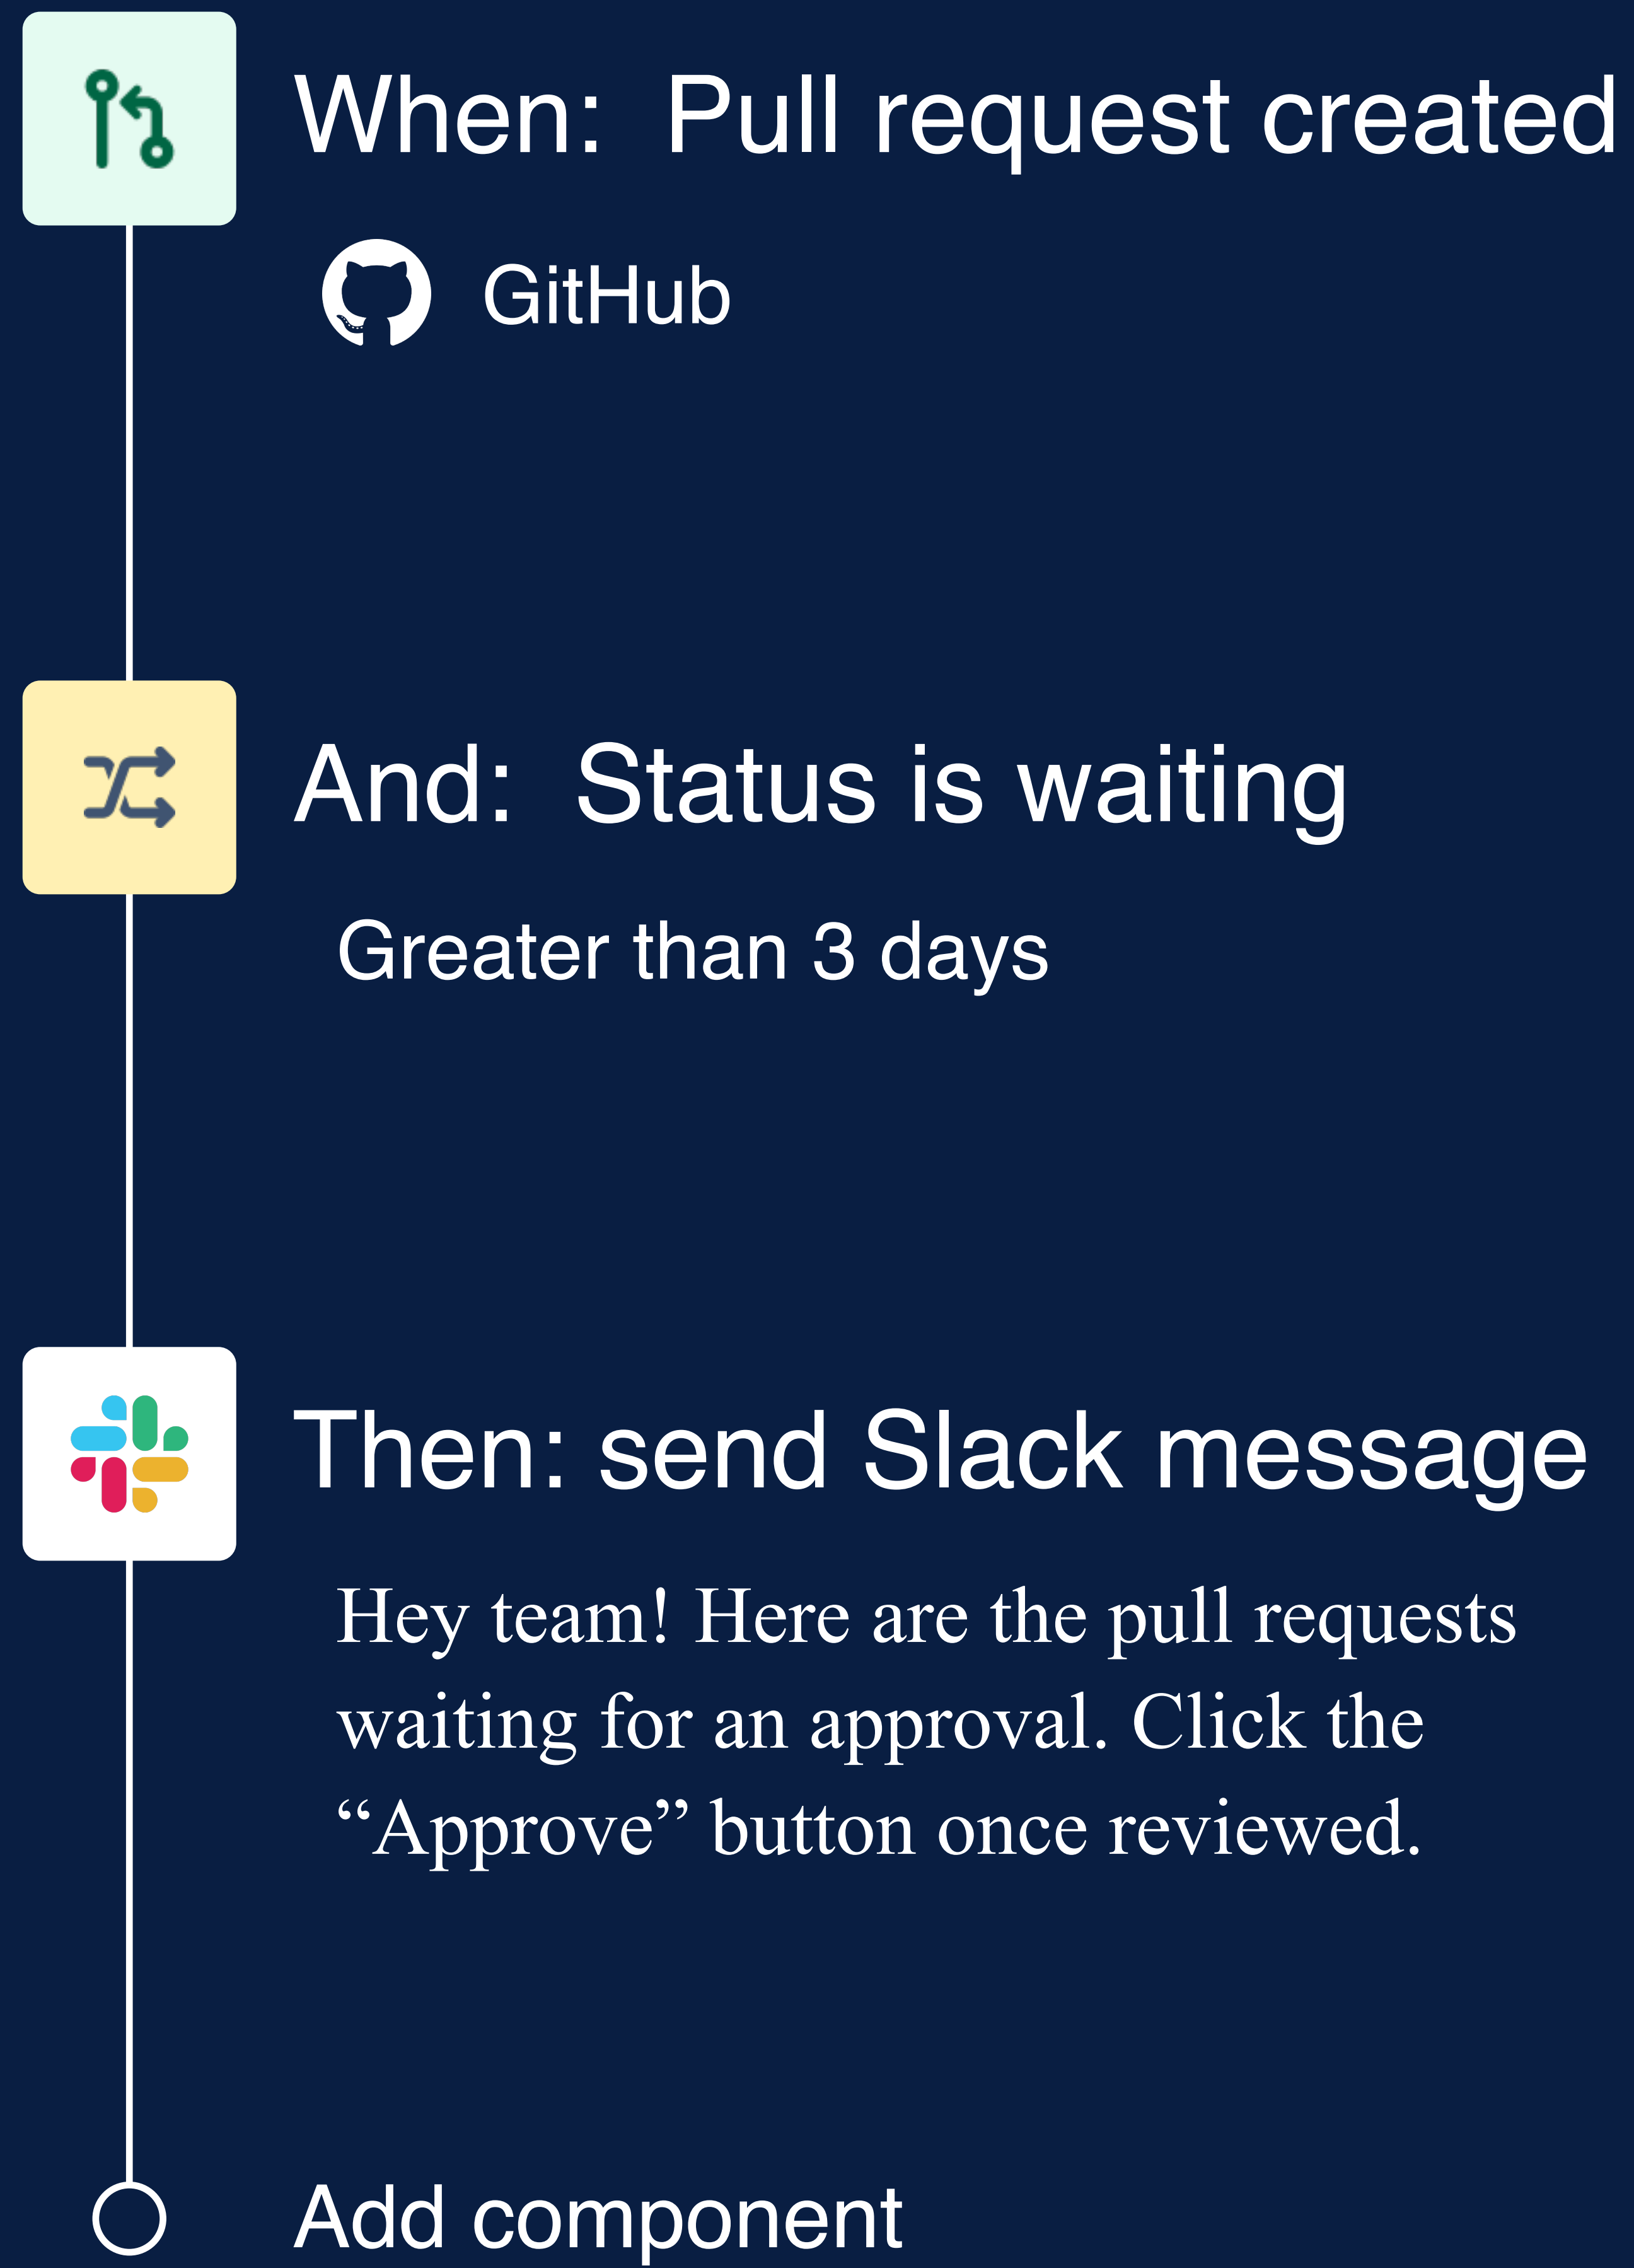 When: Pull request created
GitHub
And: Status is waiting
Greater than 3 days
Then: send Slack message
Hey team! Here are the pull requests
waiting for an approval. Click the
“Approve” button once reviewed.
Add component